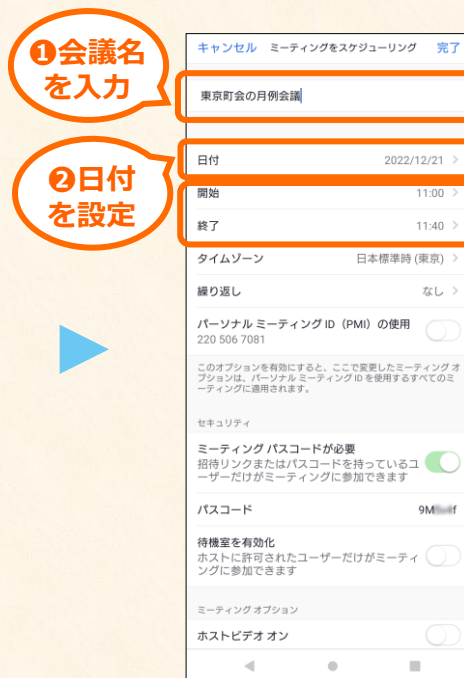 ❶会議名
を入力
❷日付
を設定
キャンセル ミーティングをスケジューリング 完了
東京町会の月例会議
日付 2022/12/21
開始 11:00
終了 11:40
タイムゾーン 日本標準時 (東京)
繰り返し なし
パーソナル ミーティング ID（PMI）の使用
220 506 7081
このオプションを有効にすると、ここで変更したミーティング オ
プションは、パーソナル ミーティング ID を使用するすべてのミ
ーティングに適用されます。
セキュリティ
ミーティング パスコードが必要
招待リンクまたはパスコードを持っているユ
ーザーだけがミーティングに参加できます
パスコード
待機室を有効化
ホストに許可されたユーザーだけがミーティ
ングに参加できます
ミーティング オプション
ホストビデオ オン